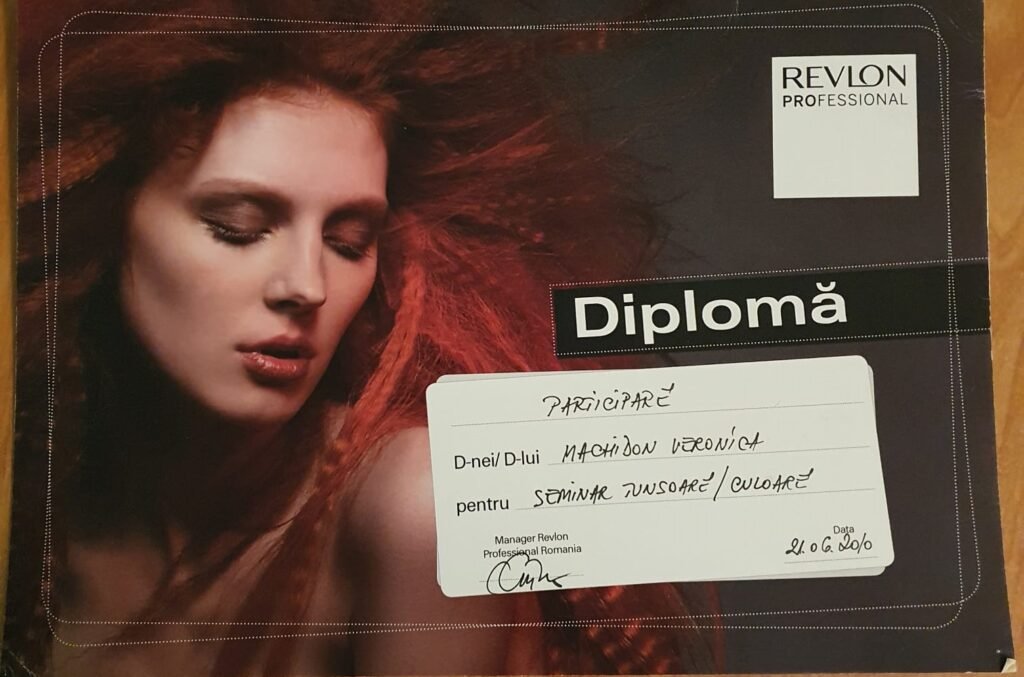 REVLON
PROFESSIONAL
Diplomă
PARTICIPARE
D-nei/ D-lui MACHIDON VERONICA
pentru SEMINAR TUNSOARE/CULOARE
Manager Revlon
Professional Romania
Data
21.06.2010